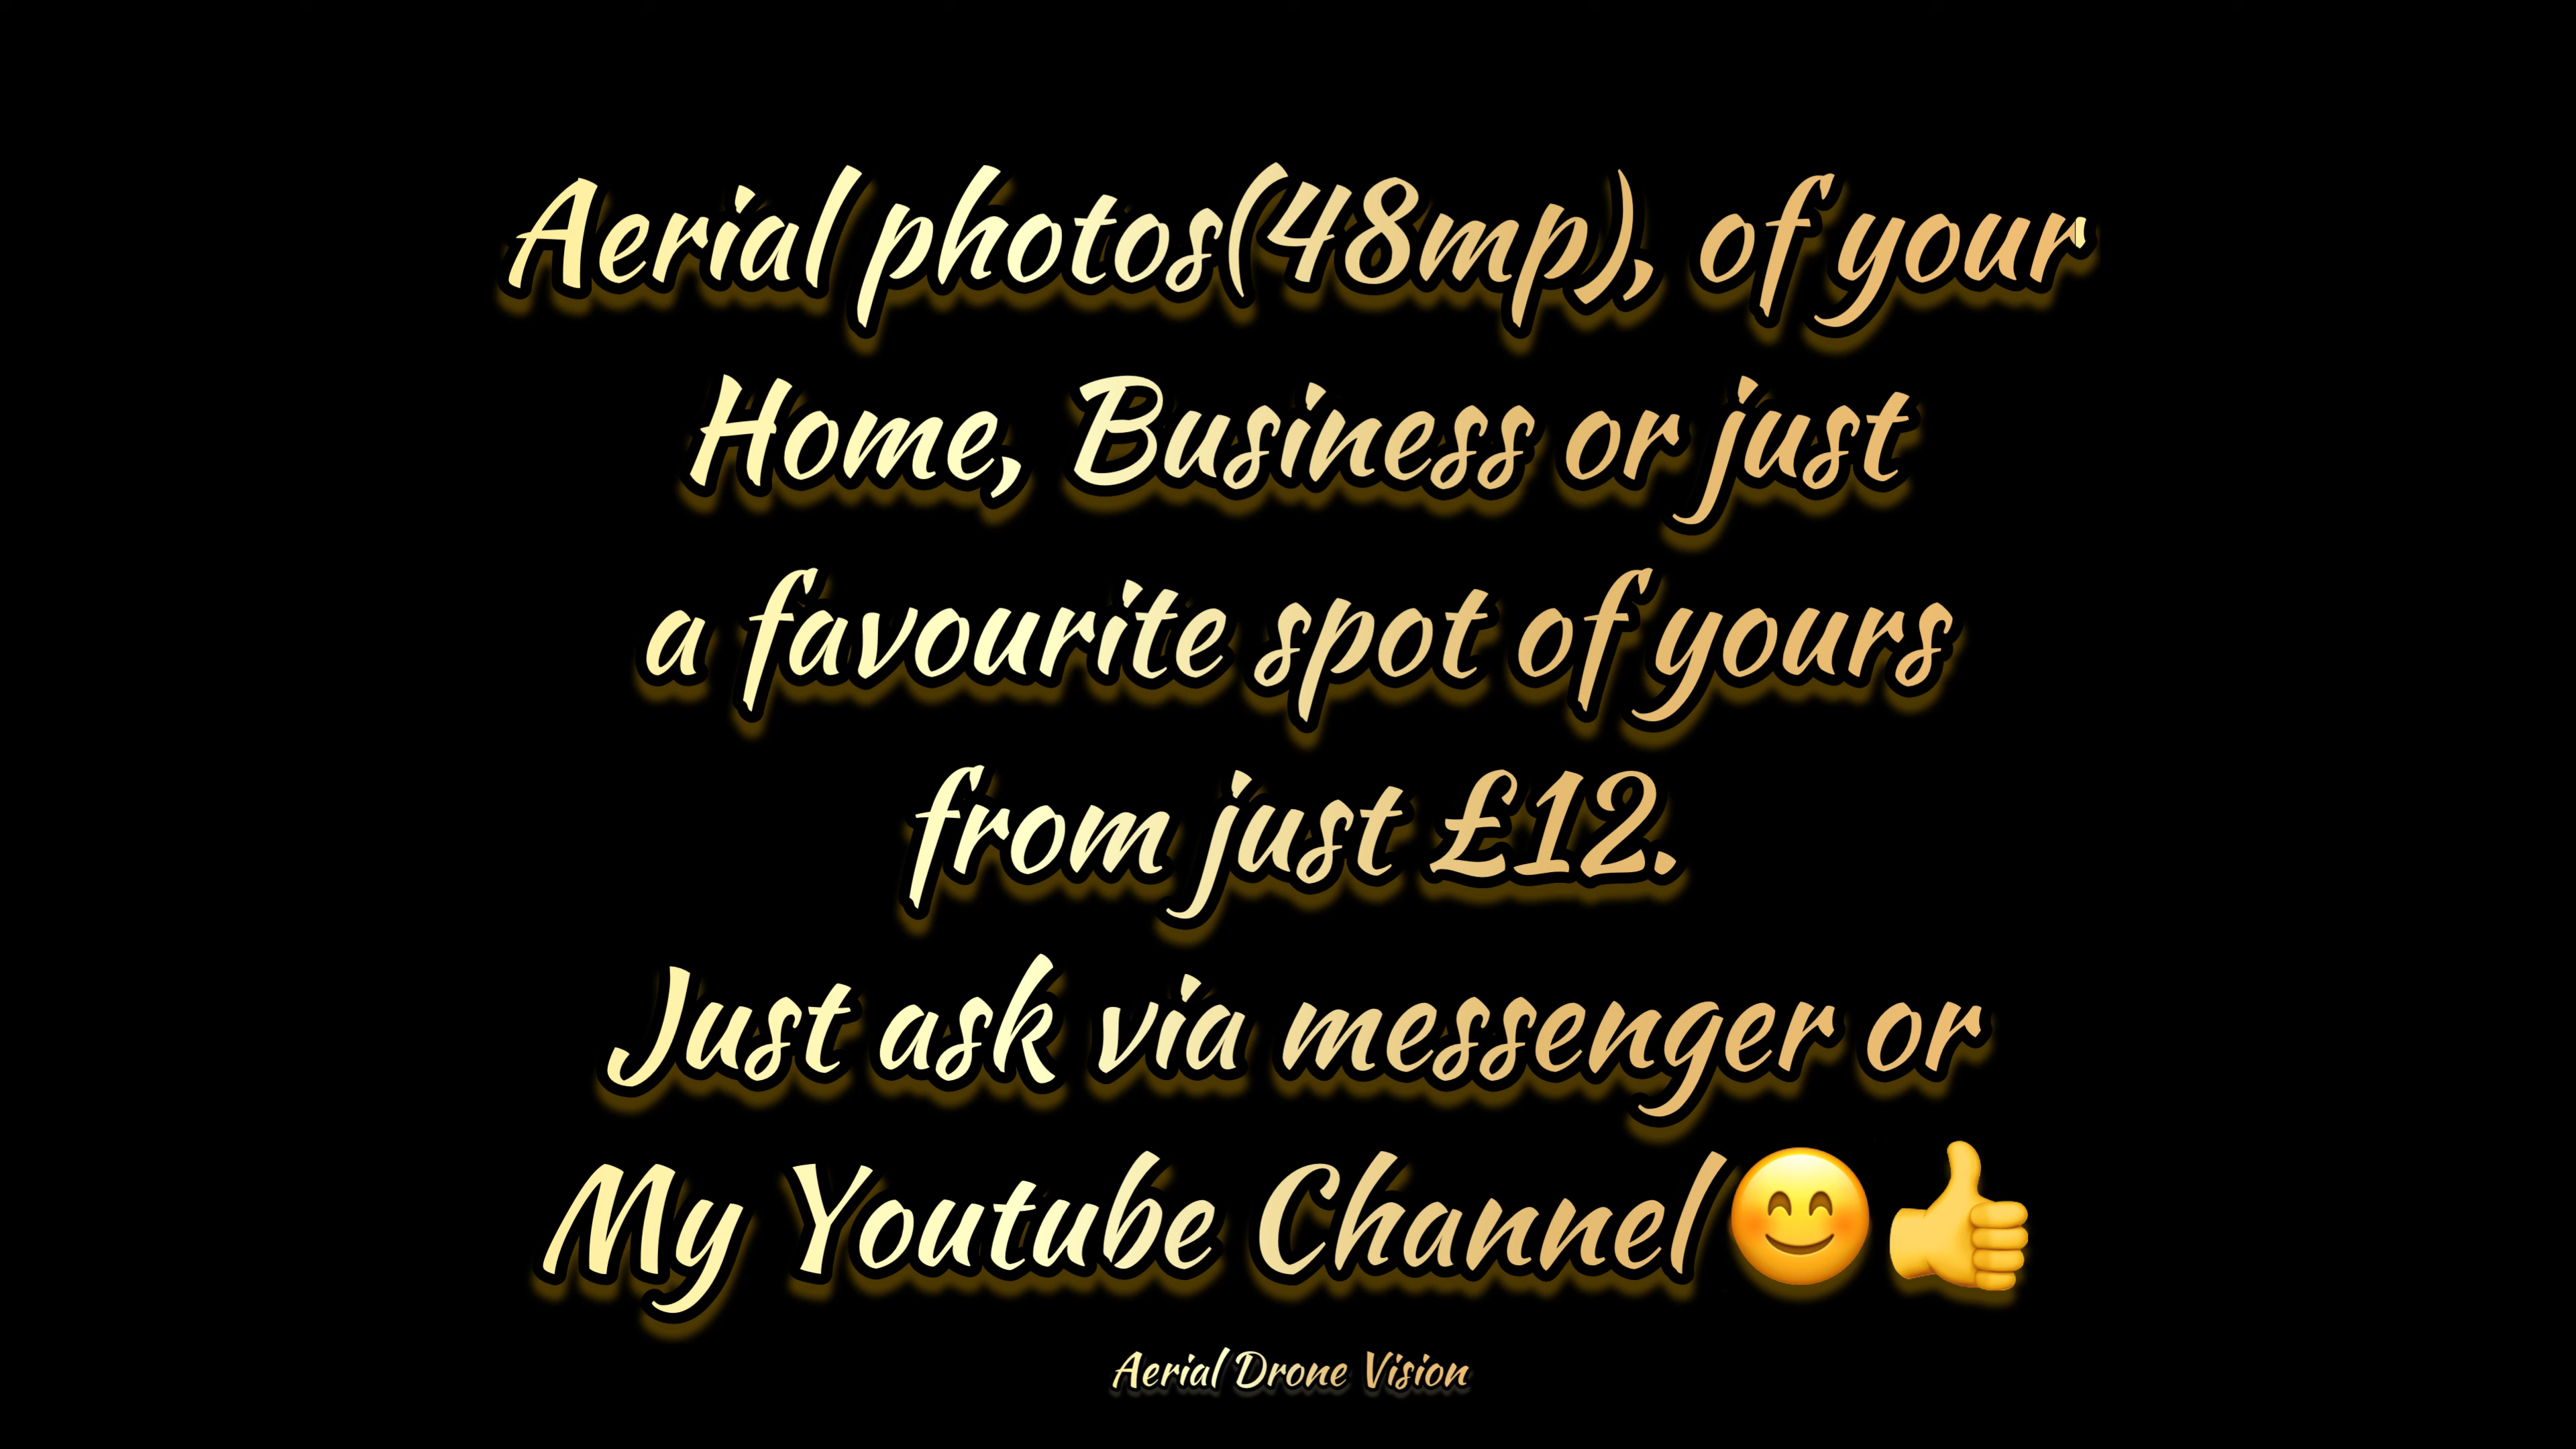 Aerial photos(48mp), of your
Home, Business or just
a favourite spot of yours
from just £12.
Just ask via messenger or
My Youtube Channel😊👍
Aerial Drone Vision